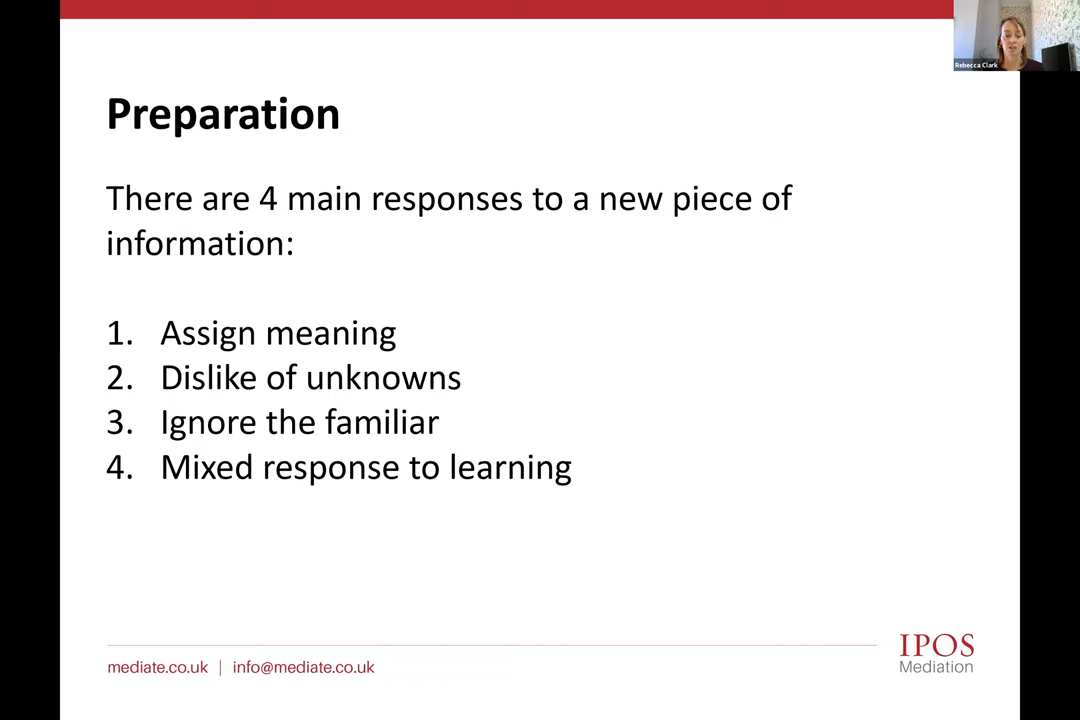 Rebecca Clark
Preparation
There are 4 main responses to a new piece of
information:
1. Assign meaning
2. Dislike of unknowns
3. Ignore the familiar
4. Mixed response to learning
mediate.co.uk | info@mediate.co.uk
IPOS
Mediation